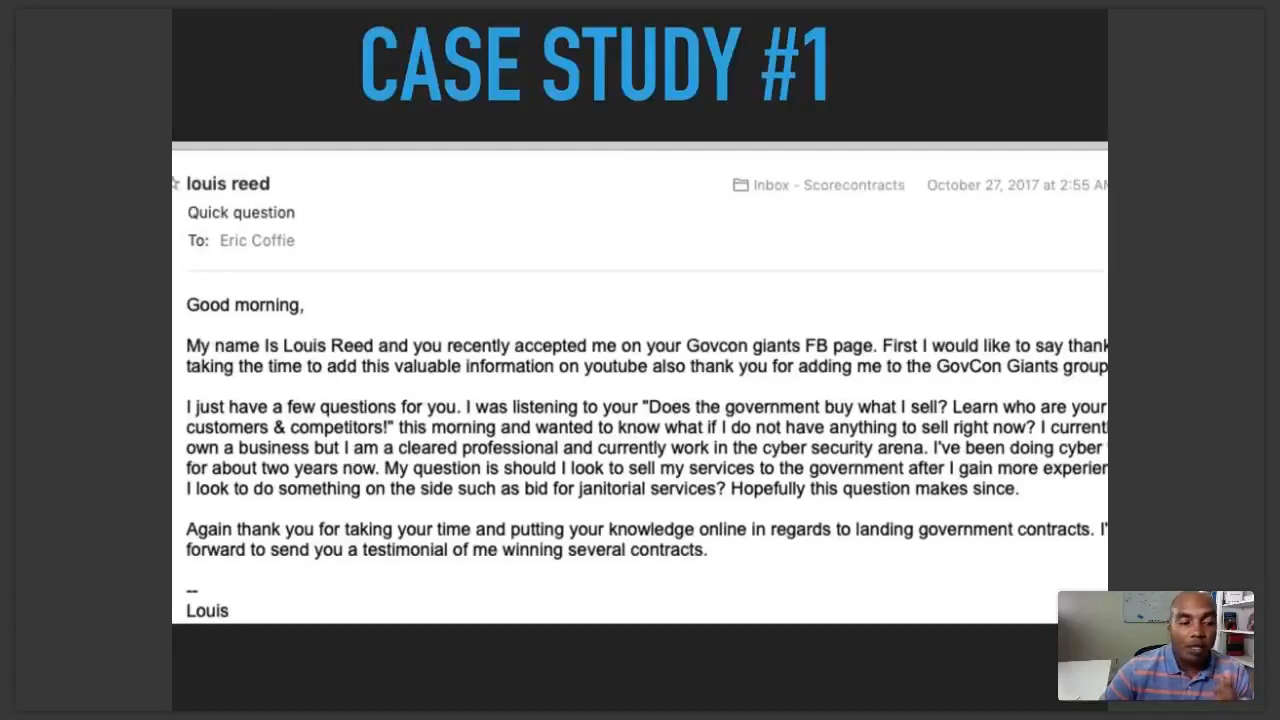 CASE STUDY #1
louis reed
Inbox - Scorecontracts October 27, 2017 at 2:55 AM
Quick question
To: Eric Coffie
Good morning,
My name Is Louis Reed and you recently accepted me on your Govcon giants FB page. First I would like to say thank
taking the time to add this valuable information on youtube also thank you for adding me to the GovCon Giants group
I just have a few questions for you. I was listening to your "Does the government buy what I sell? Learn who are your
customers & competitors!" this morning and wanted to know what if I do not have anything to sell right now? I currentl
own a business but I am a cleared professional and currently work in the cyber security arena. I've been doing cyber
for about two years now. My question is should I look to sell my services to the government after I gain more experien
I look to do something on the side such as bid for janitorial services? Hopefully this question makes sense.
Again thank you for taking your time and putting your knowledge online in regards to landing government contracts. I'
forward to send you a testimonial of me winning several contracts.
--
Louis